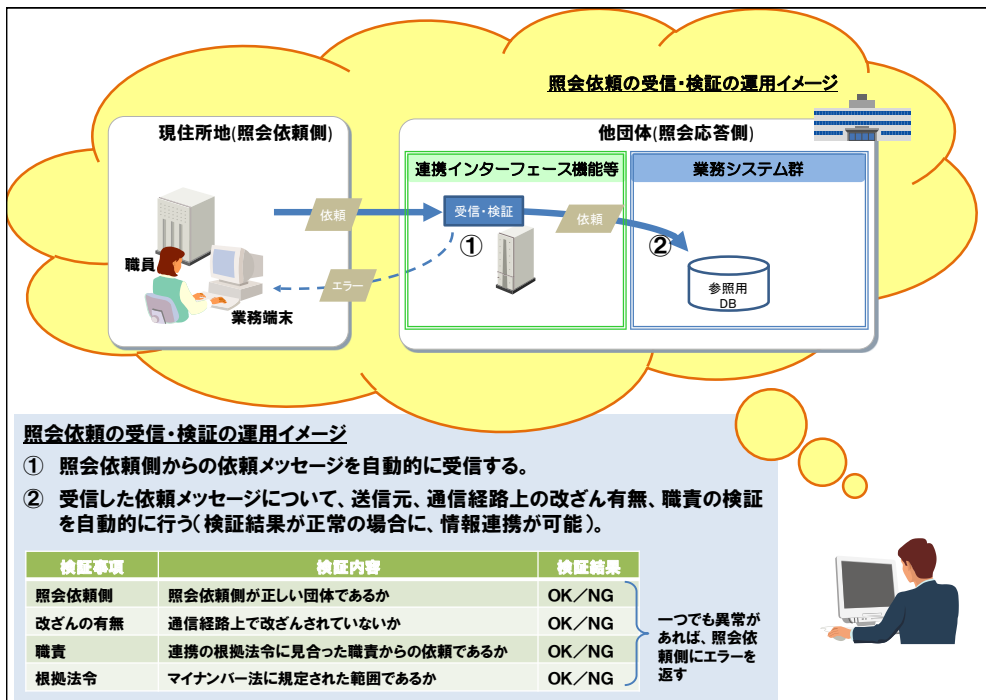 照会依頼の受信・検証の運用イメージ
現住所地(照会依頼側)
他団体(照会応答側)
連携インターフェース機能等
業務システム群
依頼
受信・検証
依頼
①
②
職員
エラー
参照用
DB
業務端末
照会依頼の受信・検証の運用イメージ
① 照会依頼側からの依頼メッセージを自動的に受信する。
② 受信した依頼メッセージについて、送信元、通信経路上の改ざん有無、職責の検証
を自動的に行う(検証結果が正常の場合に、情報連携が可能)。
検証事項 検証内容 検証結果
照会依頼側 照会依頼側が正しい団体であるか OK/NG
改ざんの有無 通信経路上で改ざんされていないか OK/NG
職責 連携の根拠法令に見合った職責からの依頼であるか OK/NG
根拠法令 マイナンバー法に規定された範囲であるか OK/NG
一つでも異常が
あれば、照会依
頼側にエラーを
返す